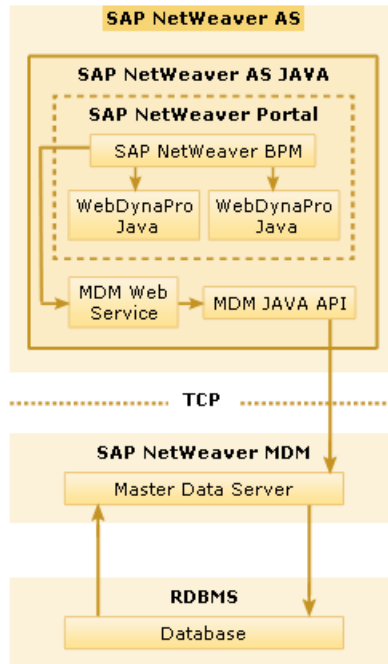 SAP NetWeaver AS
SAP NetWeaver AS JAVA
SAP NetWeaver Portal
SAP NetWeaver BPM
WebDynaPro
Java
WebDynaPro
Java
MDM Web
Service
MDM JAVA API
TCP
SAP NetWeaver MDM
Master Data Server
RDBMS
Database